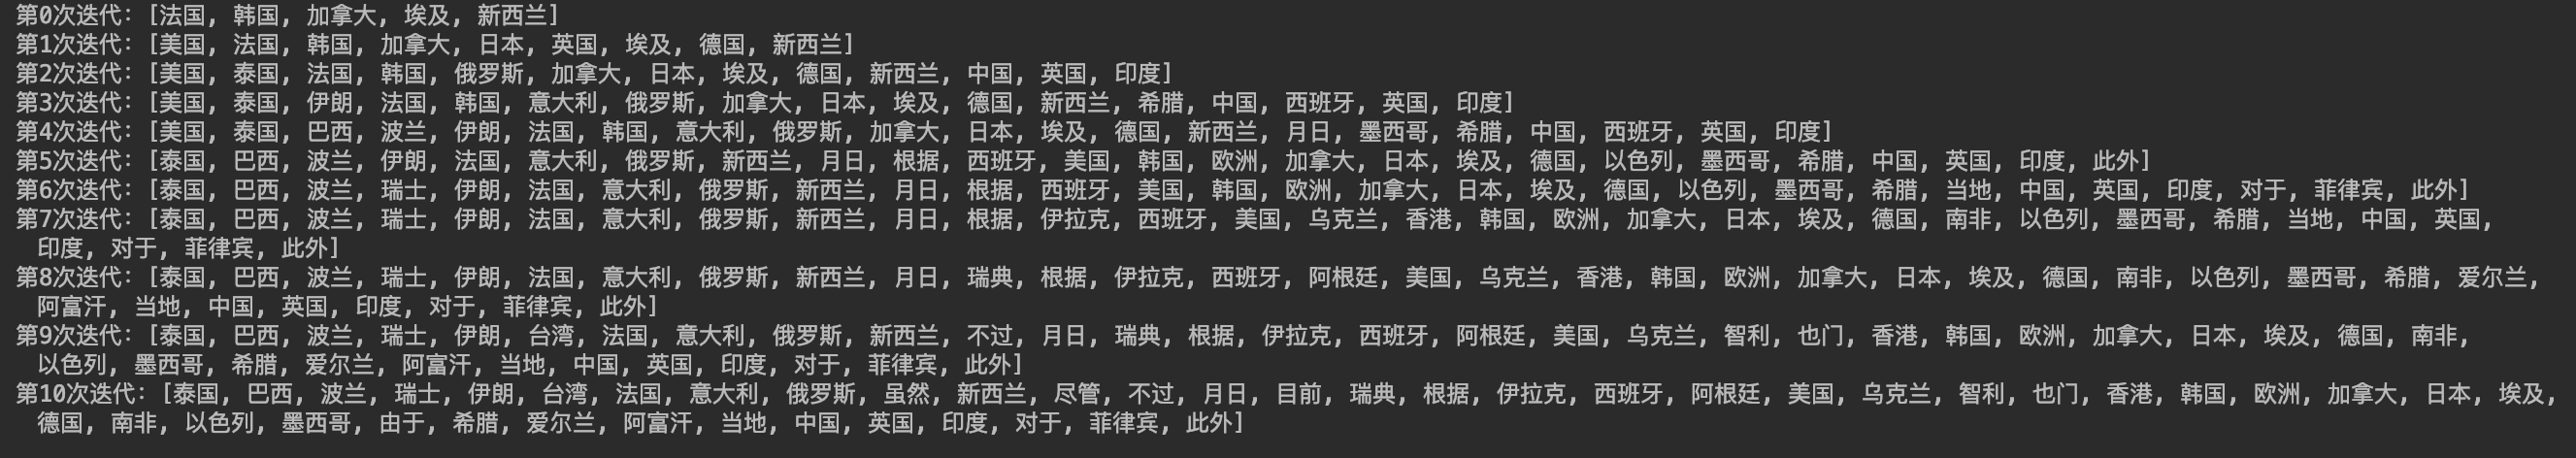 第0次迭代: [法国, 韩国, 加拿大, 埃及, 新西兰]
第1次迭代: [美国, 法国, 韩国, 加拿大, 日本, 英国, 埃及, 德国, 新西兰]
第2次迭代: [美国, 泰国, 法国, 韩国, 俄罗斯, 加拿大, 日本, 埃及, 德国, 新西兰, 中国, 英国, 印度]
第3次迭代: [美国, 泰国, 伊朗, 法国, 韩国, 意大利, 俄罗斯, 加拿大, 日本, 埃及, 德国, 新西兰, 希腊, 中国, 西班牙, 英国, 印度]
第4次迭代: [美国, 泰国, 巴西, 波兰, 伊朗, 法国, 韩国, 意大利, 俄罗斯, 加拿大, 日本, 埃及, 德国, 新西兰, 月日, 墨西哥, 希腊, 中国, 西班牙, 英国, 印度]
第5次迭代: [泰国, 巴西, 波兰, 伊朗, 法国, 意大利, 俄罗斯, 新西兰, 月日, 根据, 西班牙, 美国, 韩国, 欧洲, 加拿大, 日本, 埃及, 德国, 以色列, 墨西哥, 希腊, 中国, 英国, 印度, 此外]
第6次迭代: [泰国, 巴西, 波兰, 瑞士, 伊朗, 法国, 意大利, 俄罗斯, 新西兰, 月日, 根据, 西班牙, 美国, 韩国, 欧洲, 加拿大, 日本, 埃及, 德国, 以色列, 墨西哥, 希腊, 当地, 中国, 英国, 印度, 对于, 菲律宾, 此外]
第7次迭代: [泰国, 巴西, 波兰, 瑞士, 伊朗, 法国, 意大利, 俄罗斯, 新西兰, 月日, 根据, 伊拉克, 西班牙, 美国, 乌克兰, 香港, 韩国, 欧洲, 加拿大, 日本, 埃及, 德国, 南非, 以色列, 墨西哥, 希腊, 当地, 中国, 英国,
印度, 对于, 菲律宾, 此外]
第8次迭代: [泰国, 巴西, 波兰, 瑞士, 伊朗, 法国, 意大利, 俄罗斯, 新西兰, 月日, 瑞典, 根据, 伊拉克, 西班牙, 阿根廷, 美国, 乌克兰, 香港, 韩国, 欧洲, 加拿大, 日本, 埃及, 德国, 南非, 以色列, 墨西哥, 希腊, 爱尔兰,
阿富汗, 当地, 中国, 英国, 印度, 对于, 菲律宾, 此外]
第9次迭代: [泰国, 巴西, 波兰, 瑞士, 伊朗, 台湾, 法国, 意大利, 俄罗斯, 新西兰, 不过, 月日, 瑞典, 根据, 伊拉克, 西班牙, 阿根廷, 美国, 乌克兰, 智利, 也门, 香港, 韩国, 欧洲, 加拿大, 日本, 埃及, 德国, 南非,
以色列, 墨西哥, 希腊, 爱尔兰, 阿富汗, 当地, 中国, 英国, 印度, 对于, 菲律宾, 此外]
第10次迭代: [泰国, 巴西, 波兰, 瑞士, 伊朗, 台湾, 法国, 意大利, 俄罗斯, 虽然, 新西兰, 尽管, 不过, 月日, 目前, 瑞典, 根据, 伊拉克, 西班牙, 阿根廷, 美国, 乌克兰, 智利, 也门, 香港, 韩国, 欧洲, 加拿大, 日本, 埃及,
德国, 南非, 以色列, 墨西哥, 由于, 希腊, 爱尔兰, 阿富汗, 当地, 中国, 英国, 印度, 对于, 菲律宾, 此外]